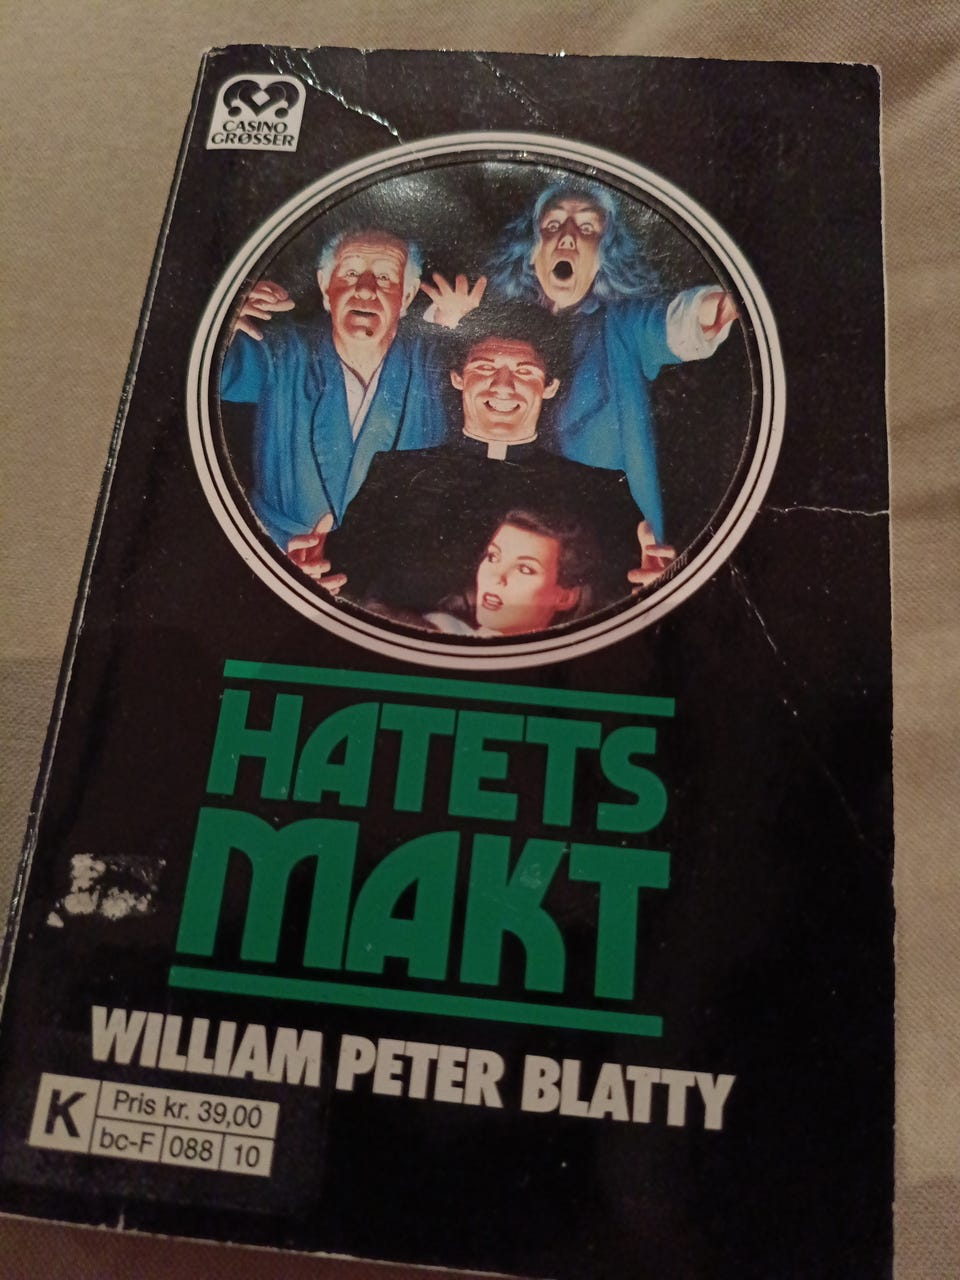 CASINO
GRØSSER
HATETS
MAKT
WILLIAM PETER BLATTY
K
Pris kr. 39,00
bc-F 088 10